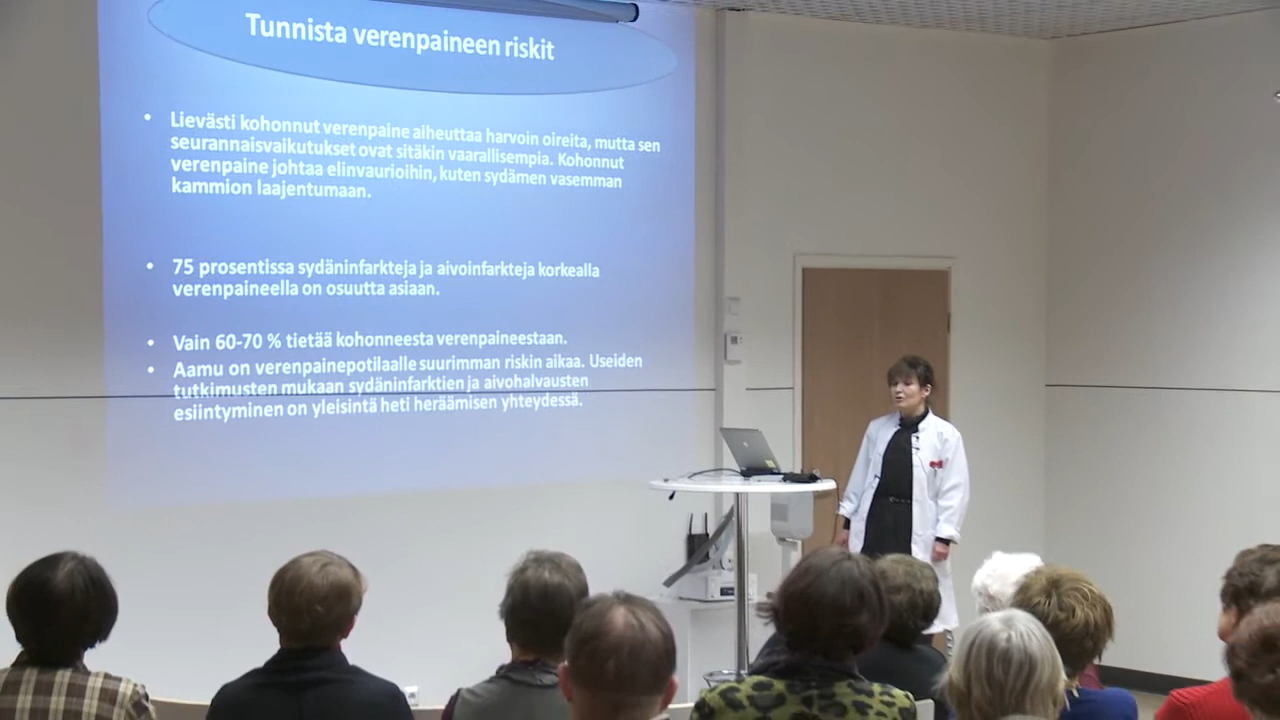 Tunnista verenpaineen riskit
• Lievästi kohonnut verenpaine aiheuttaa harvoin oireita, mutta sen
seurannaisvaikutukset ovat sitäkin vaarallisempia. Kohonnut
verenpaine johtaa elinvaurioihin, kuten sydämen vasemman
kammion laajentumaan.
• 75 prosentissa sydäninfarkteja ja aivoinfarkteja korkealla
verenpaineella on osuutta asiaan.
• Vain 60-70 % tietää kohonneesta verenpaineestaan.
• Aamu on verenpainepotilaalle suurimman riskin aikaa. Useiden
tutkimusten mukaan sydäninfarktien ja aivohalvausten
esiintyminen on yleisintä heti heräämisen yhteydessä.